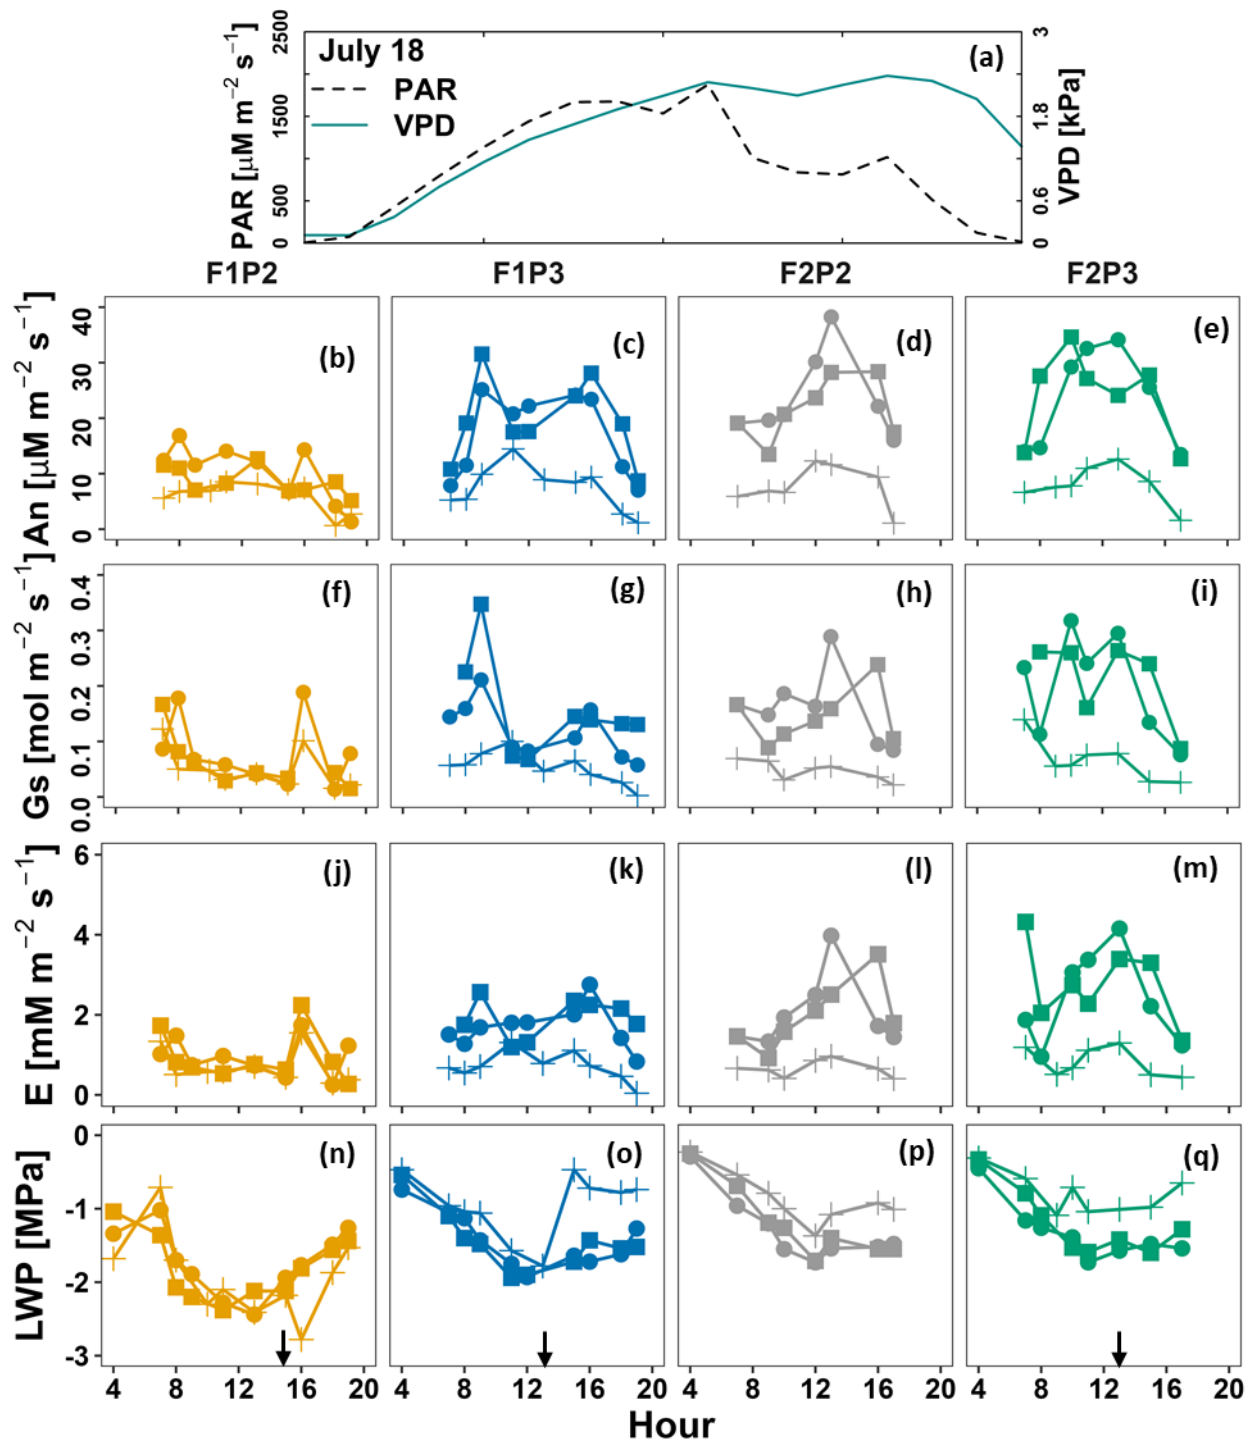 July 18
PAR
VPD
(a)
PAR [μM m−2 s−1]
2500
1500
500
0
VPD [kPa]
3
1.8
0.6
0
F1P2
F1P3
F2P2
F2P3
An [μM m−2 s−1]
40
30
20
10
0
(b)
(c)
(d)
(e)
Gs [mol m−2 s−1]
0.4
0.3
0.2
0.1
0.0
(f)
(g)
(h)
(i)
E [mM m−2 s−1]
6
4
2
0
(j)
(k)
(l)
(m)
LWP [MPa]
0
-1
-2
-3
(n)
(o)
(p)
(q)
4 8 12 16 20
4 8 12 16 20
4 8 12 16 20
4 8 12 16 20
Hour